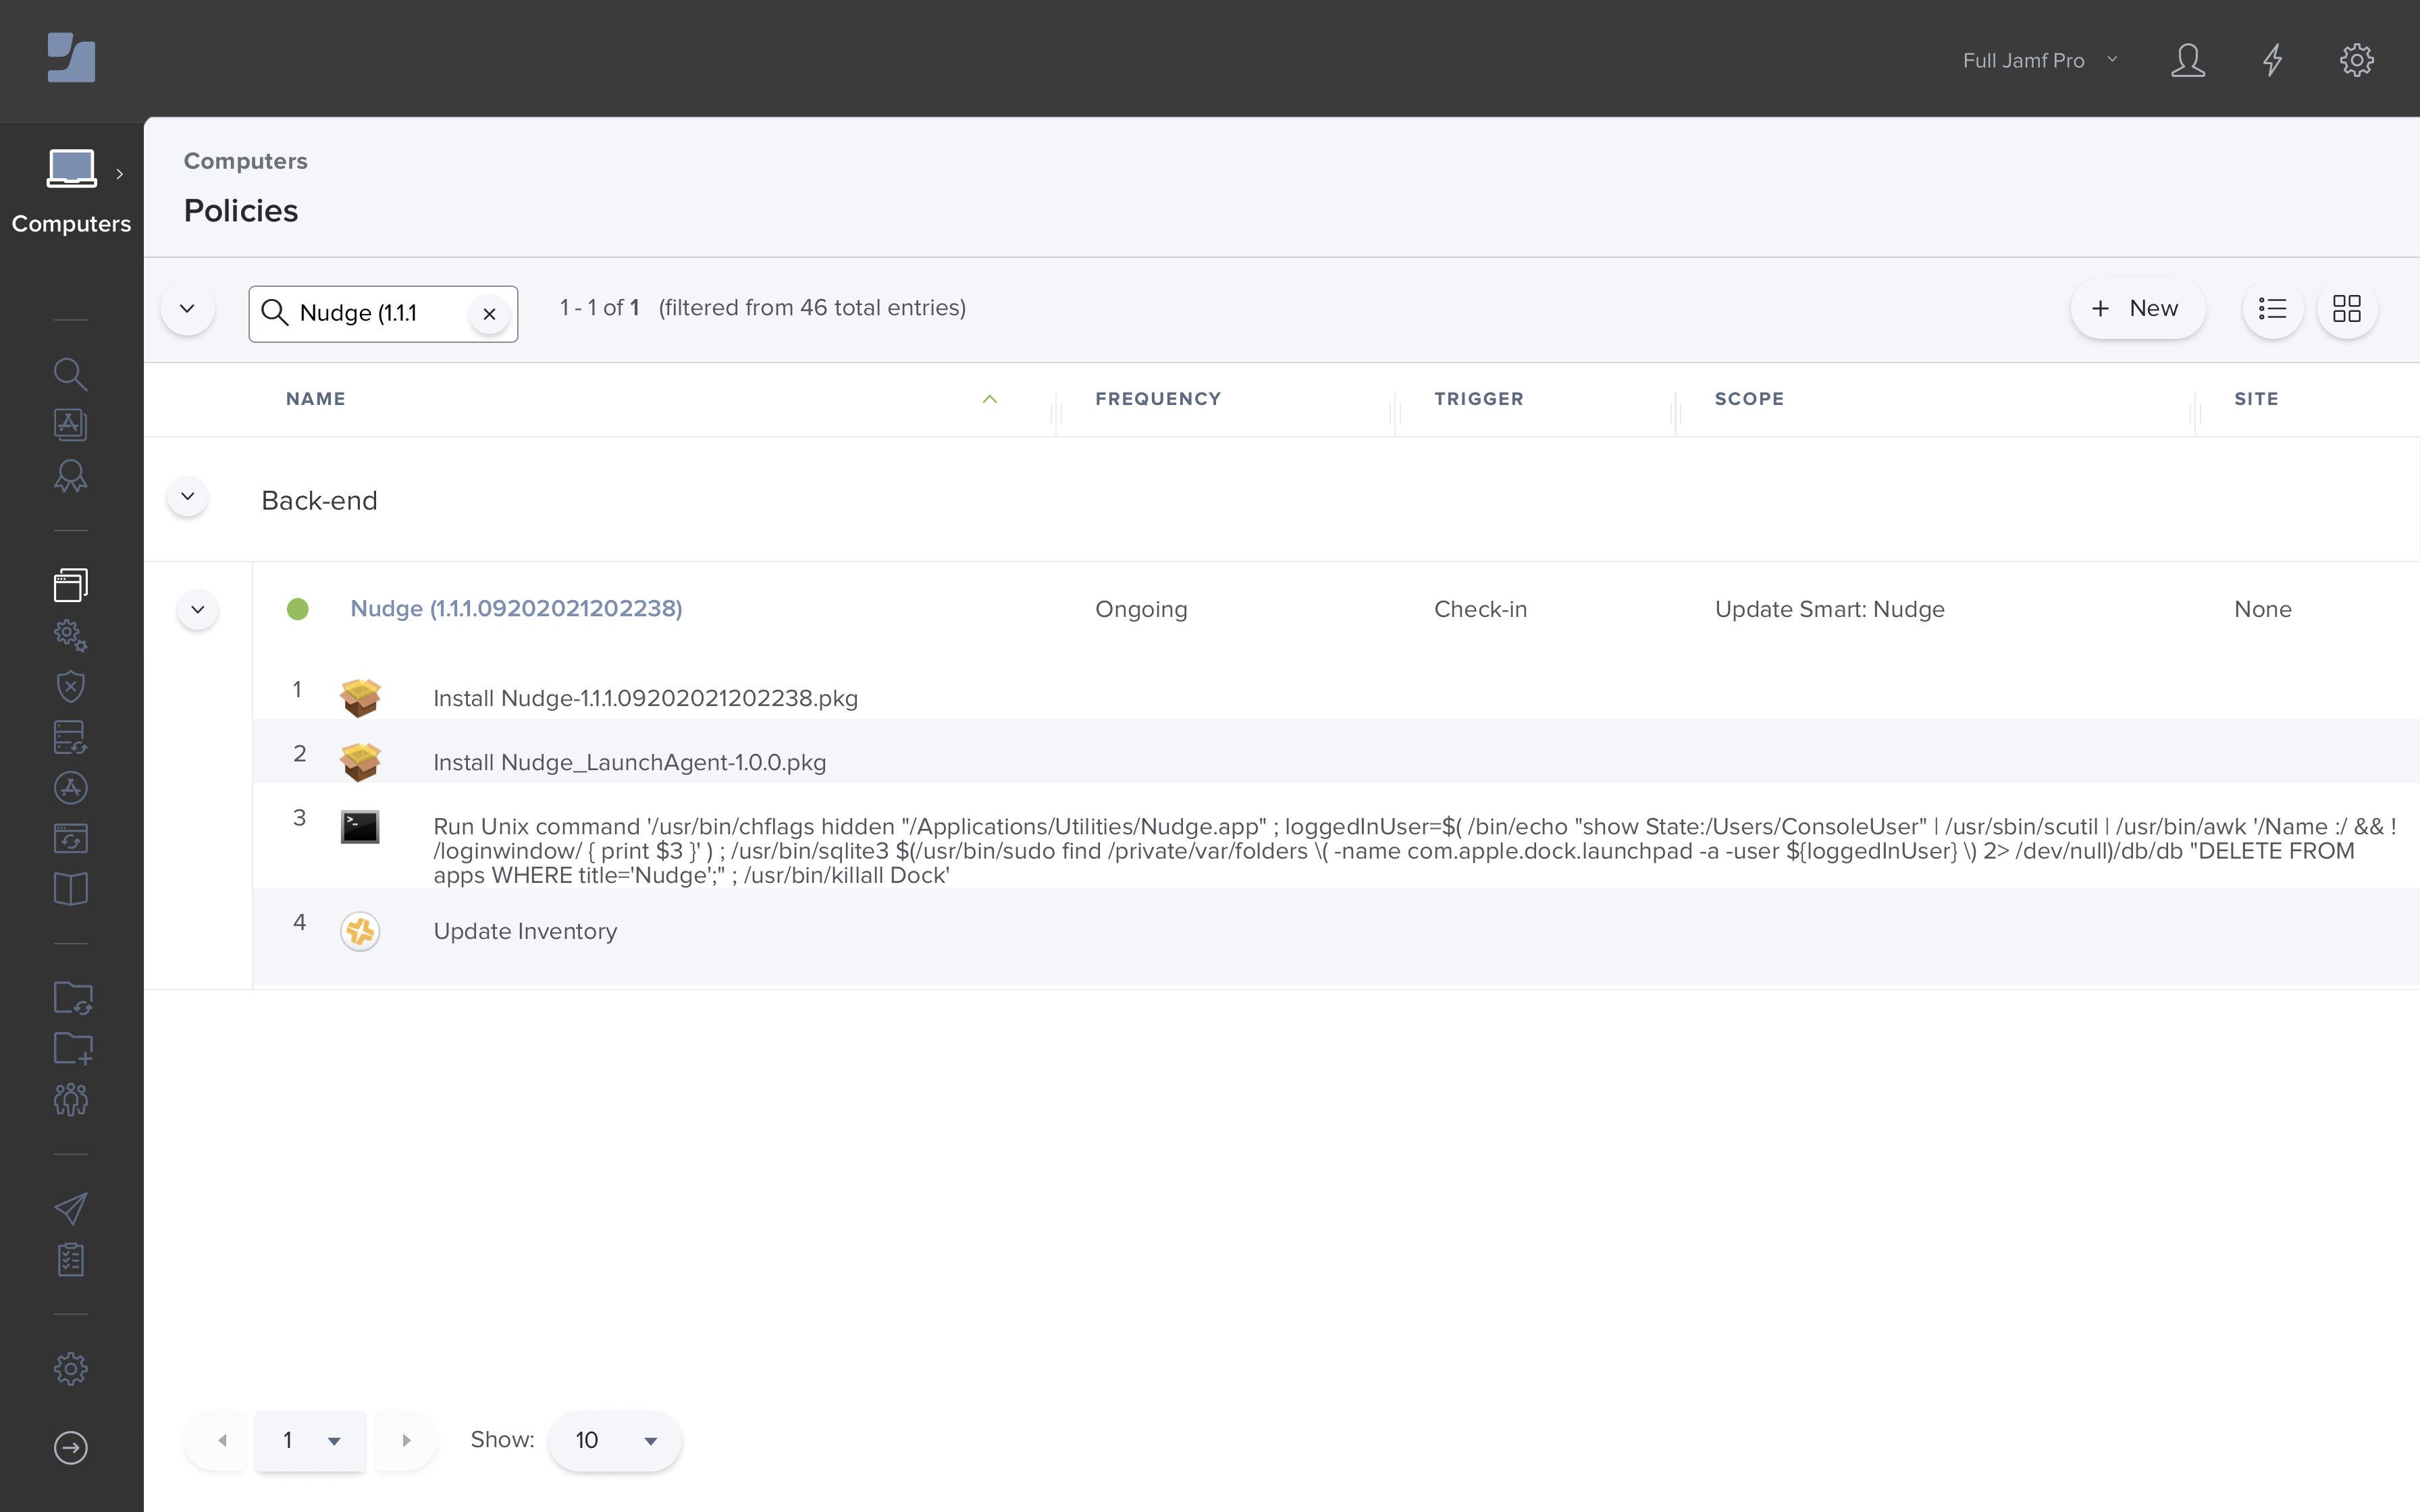 Full Jamf Pro
Computers
Computers
Policies
Nudge (1.1.1
1 - 1 of 1 (filtered from 46 total entries)
+ New
NAME FREQUENCY TRIGGER SCOPE SITE
Back-end
Nudge (1.1.1.09202021202238) Ongoing Check-in Update Smart: Nudge None
1 Install Nudge-1.1.1.09202021202238.pkg
2 Install Nudge_LaunchAgent-1.0.0.pkg
3 Run Unix command '/usr/bin/chflags hidden "/Applications/Utilities/Nudge.app" ; loggedInUser=$( /bin/echo "show State:/Users/ConsoleUser" | /usr/sbin/scutil | /usr/bin/awk '/Name :/ && !
/loginwindow/ { print $3 }' ) ; /usr/bin/sqlite3 $(/usr/bin/sudo find /private/var/folders \( -name com.apple.dock.launchpad -a -user ${loggedInUser} \) 2> /dev/null)/db/db "DELETE FROM
apps WHERE title='Nudge';" ; /usr/bin/killall Dock'
4 Update Inventory
1 Show: 10